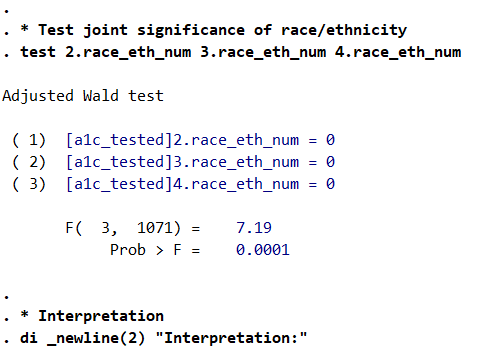 .
. * Test joint significance of race/ethnicity
. test 2.race_eth_num 3.race_eth_num 4.race_eth_num
Adjusted Wald test
( 1) [a1c_tested]2.race_eth_num = 0
( 2) [a1c_tested]3.race_eth_num = 0
( 3) [a1c_tested]4.race_eth_num = 0
F( 3, 1071) = 7.19
Prob > F = 0.0001
.
. * Interpretation
. di _newline(2) "Interpretation:"